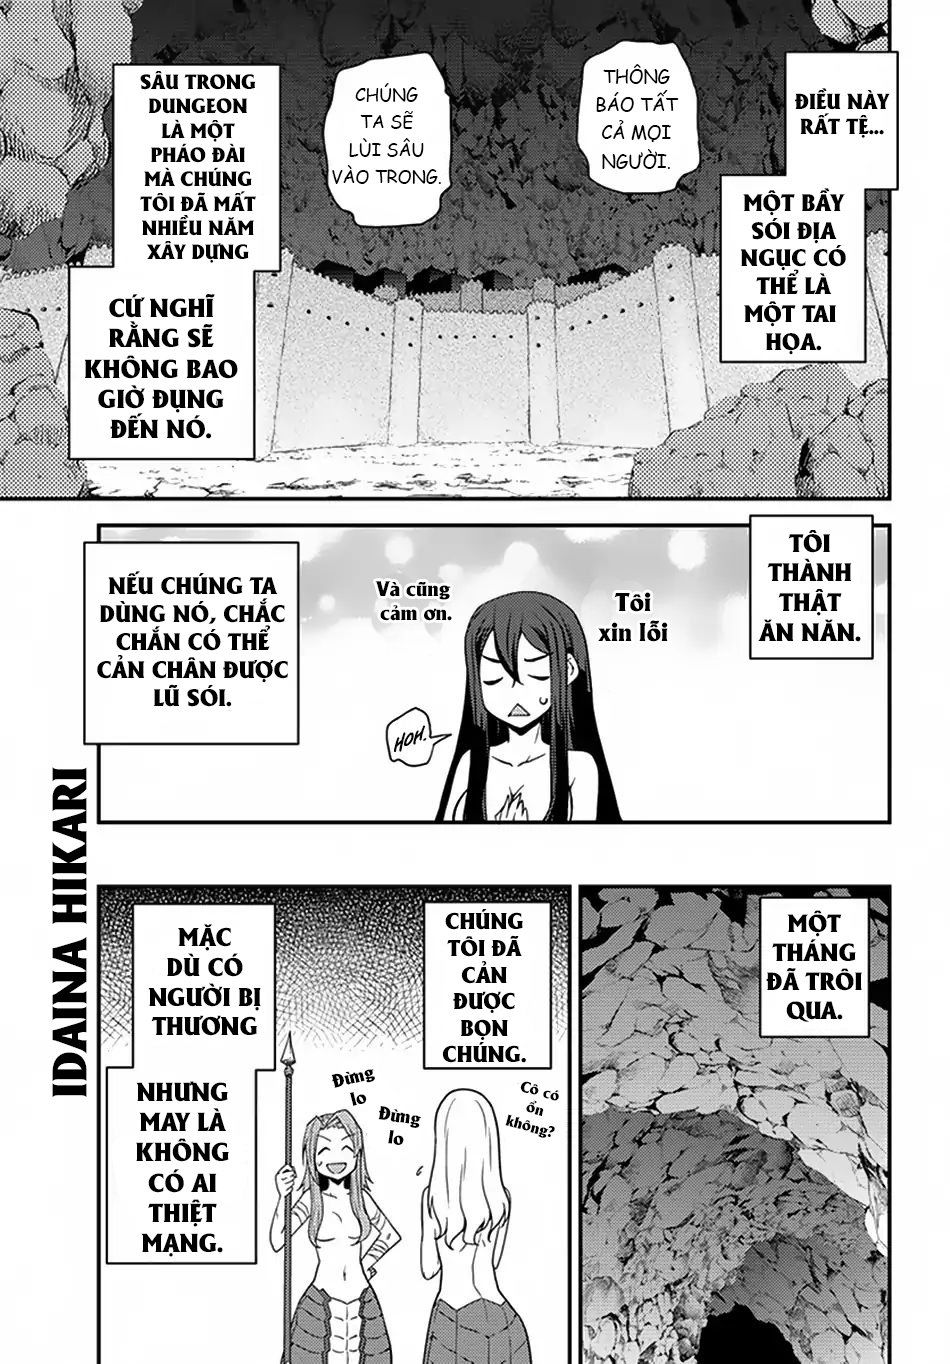 ĐIỀU NÀY
RẤT TỆ...
MỘT BẦY
SÓI ĐỊA
NGỤC CÓ
THỂ LÀ
MỘT TAI
HỌA.
THÔNG
BÁO TẤT
CẢ MỌI
NGƯỜI.
CHÚNG
TA SẼ
LÙI SÂU
VÀO TRONG.
SÂU TRONG
DUNGEON
LÀ MỘT
PHÁO ĐÀI
MÀ CHÚNG
TÔI ĐÃ MẤT
NHIỀU NĂM
XÂY DỰNG
CỨ NGHĨ
RẰNG SẼ
KHÔNG BAO
GIỜ ĐỤNG
ĐẾN NÓ.
TÔI
THÀNH
THẬT
ĂN NĂN.
Tôi
xin lỗi
Và cũng
cảm ơn.
HOH.
NẾU CHÚNG TA
DÙNG NÓ, CHẮC
CHẮN CÓ THỂ
CẢN CHÂN ĐƯỢC
LŨ SÓI.
IDAINA HIKARI
MỘT
THÁNG
ĐÃ TRÔI
QUA.
CHÚNG
TÔI ĐÃ
CẢN
ĐƯỢC
BỌN
CHÚNG.
Cô có
ổn
không?
Đừng
lo
Đừng
lo
MẶC
DÙ CÓ
NGƯỜI BỊ
THƯƠNG
NHƯNG
MAY LÀ
KHÔNG
CÓ AI
THIỆT
MẠNG.